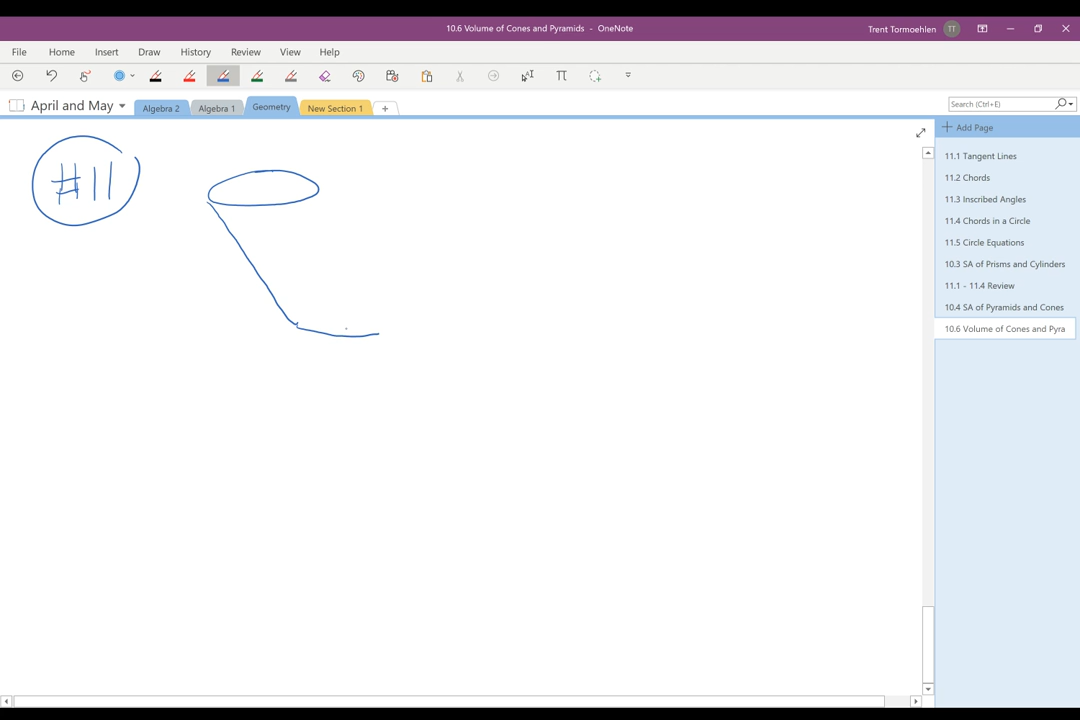 10.6 Volume of Cones and Pyramids - OneNote
Trent Tormoehlen TT
File Home Insert Draw History Review View Help
April and May Algebra 2 Algebra 1 Geometry New Section 1 +
Search (Ctrl+E)
#11
Add Page
11.1 Tangent Lines
11.2 Chords
11.3 Inscribed Angles
11.4 Chords in a Circle
11.5 Circle Equations
10.3 SA of Prisms and Cylinders
11.1 - 11.4 Review
10.4 SA of Pyramids and Cones
10.6 Volume of Cones and Pyra